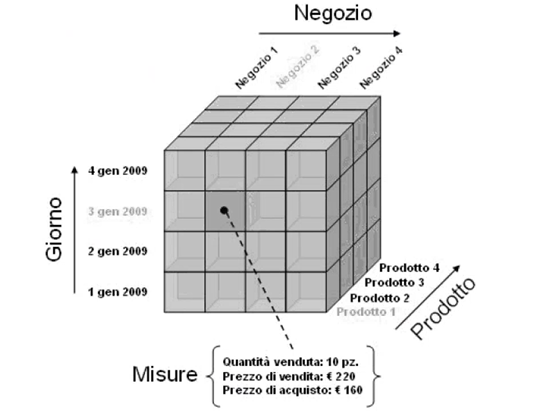 Negozio
Negozio 1
Negozio 2
Negozio 3
Negozio 4
Giorno
4 gen 2009
3 gen 2009
2 gen 2009
1 gen 2009
Prodotto 4
Prodotto 3
Prodotto 2
Prodotto 1
Prodotto
Misure
Quantità venduta: 10 pz.
Prezzo di vendita: € 220
Prezzo di acquisto: € 160